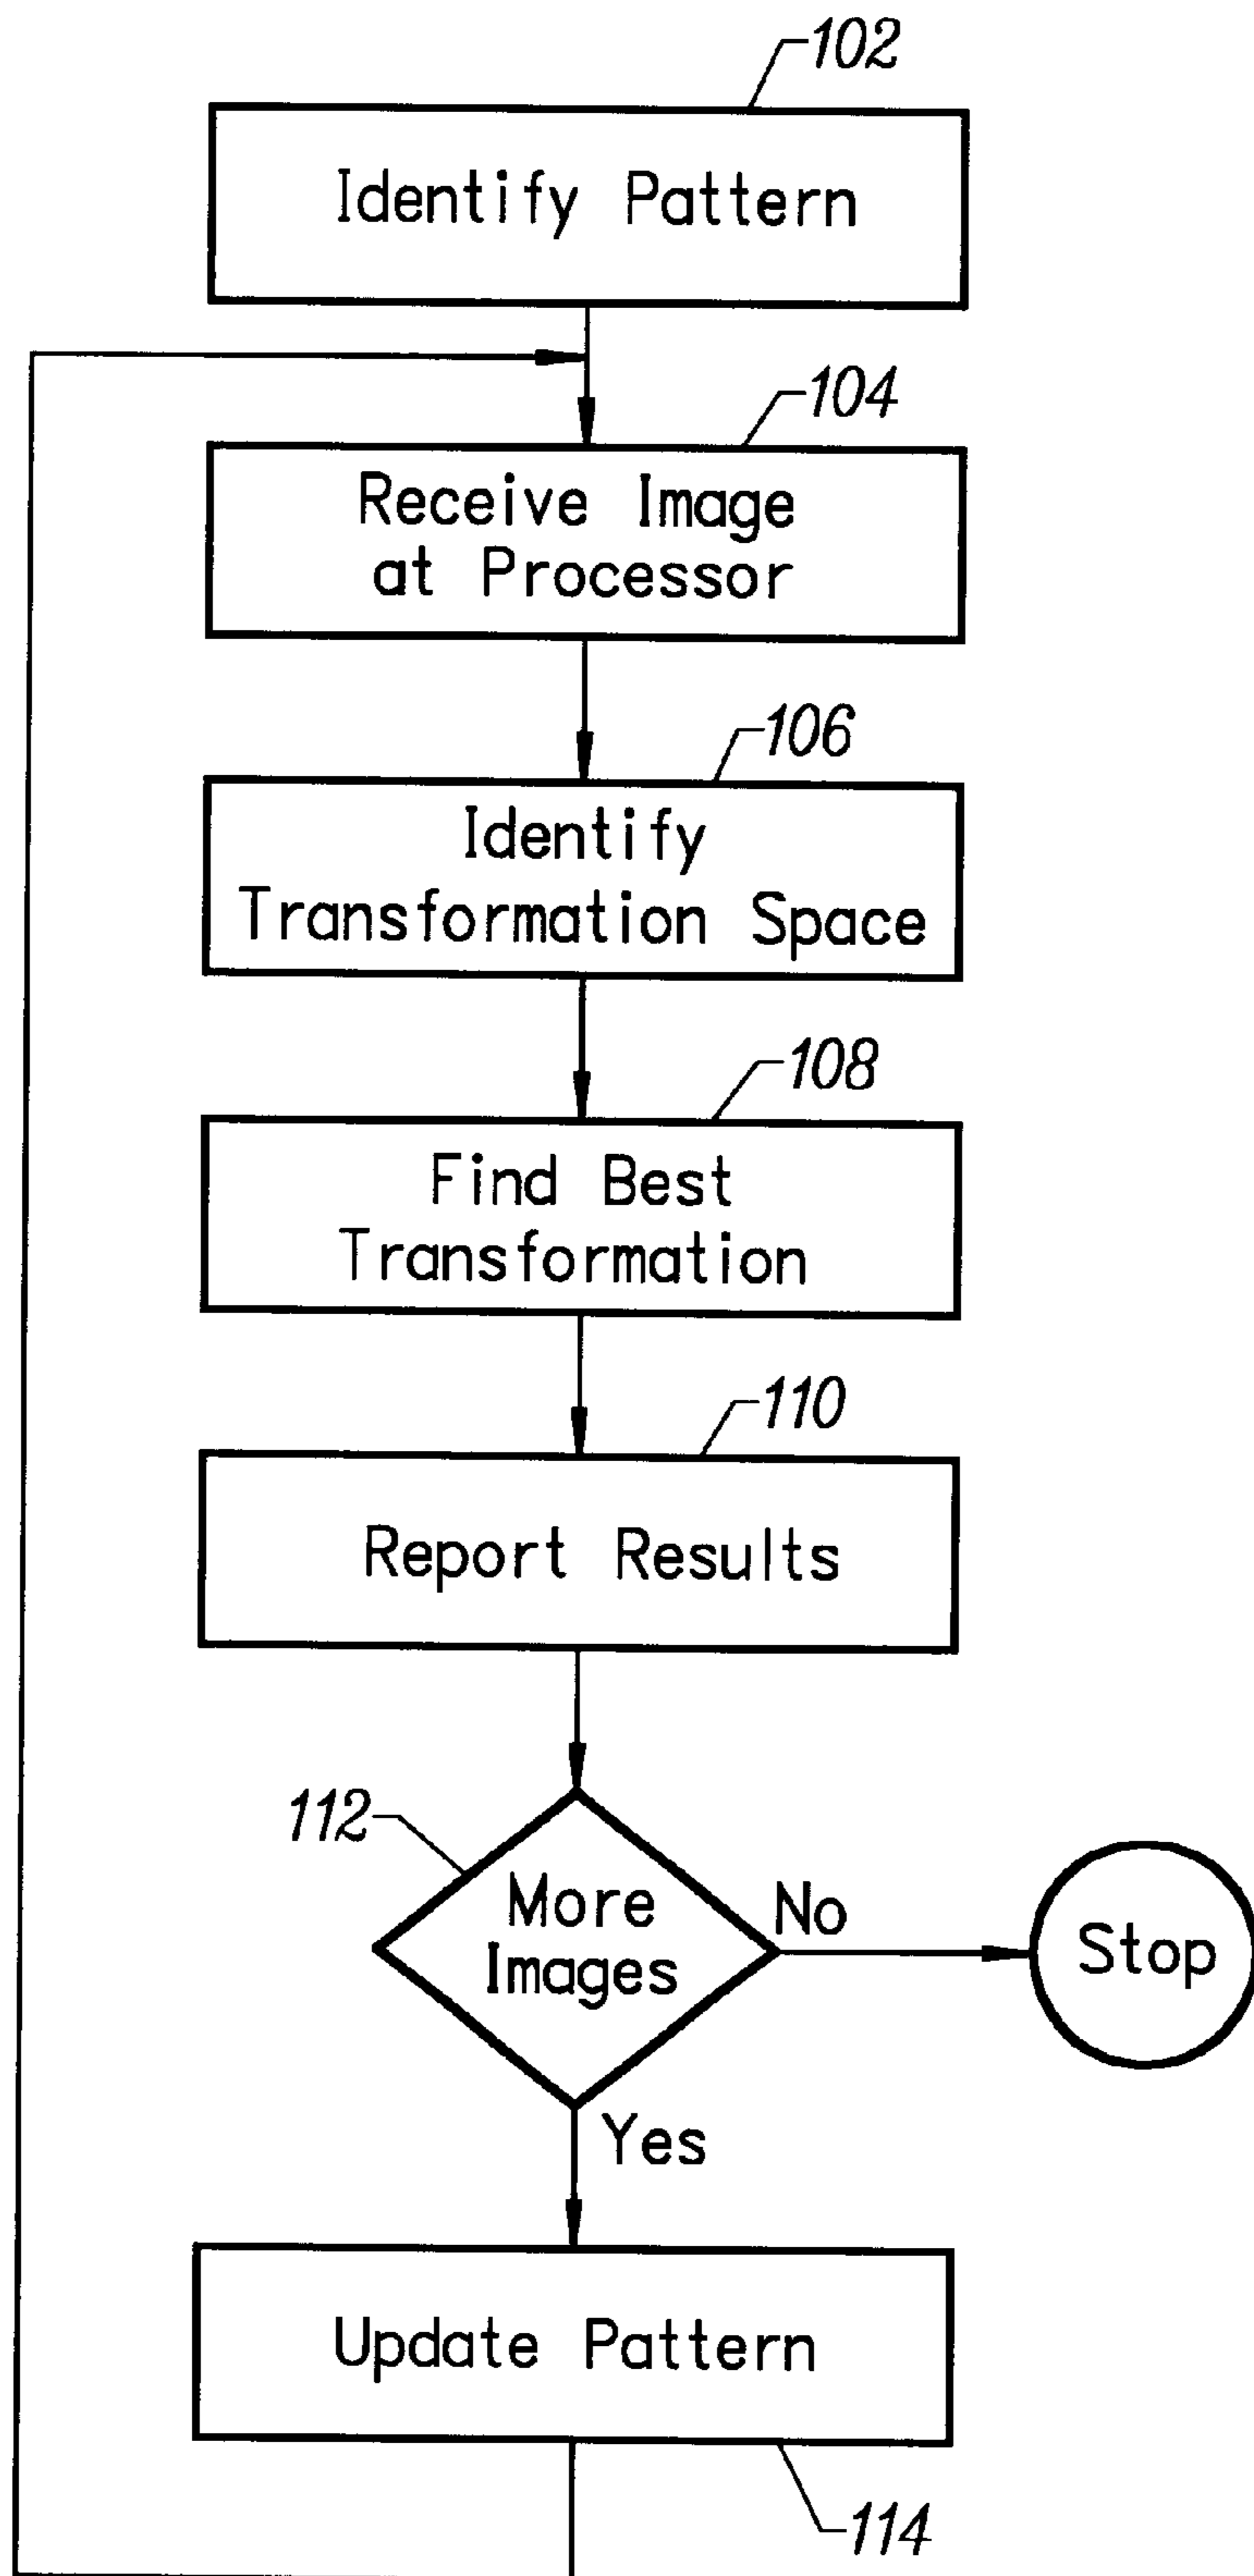 102
Identify Pattern
104
Receive Image
at Processor
106
Identify
Transformation Space
108
Find Best
Transformation
110
Report Results
112
More
Images
No
Stop
Yes
Update Pattern
114